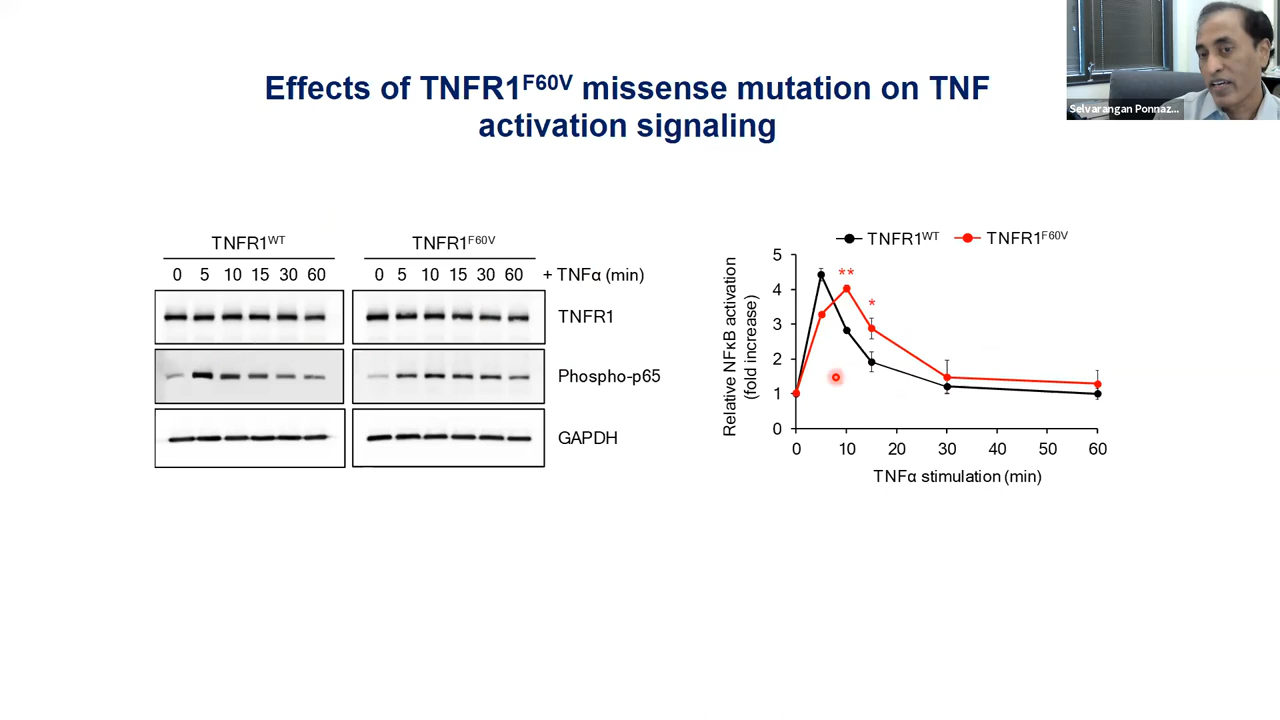 Selvarangan Ponnaz...
Effects of TNFR1F60V missense mutation on TNF
activation signaling
TNFR1WT
TNFR1F60V
0 5 10 15 30 60
0 5 10 15 30 60
+ TNFα (min)
TNFR1
Phospho-p65
GAPDH
TNFR1WT
TNFR1F60V
Relative NFκB activation
(fold increase)
5
4
3
2
1
0
**
*
0 10 20 30 40 50 60
TNFα stimulation (min)